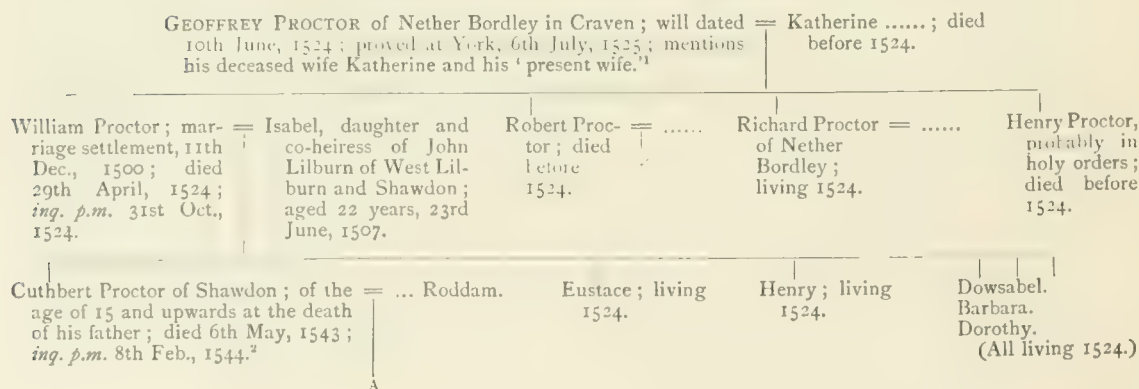 GEOFFREY PROCTOR of Nether Bordley in Craven ; will dated
10th June, 1524 ; proved at York, 6th July, 1525 ; mentions
his deceased wife Katherine and his ‘ present wife.’¹
= Katherine ...... ; died
before 1524.
William Proctor ; mar-
riage settlement, 11th
Dec., 1500 ; died
29th April, 1524 ;
inq. p.m. 31st Oct.,
1524.
= Isabel, daughter and
co-heiress of John
Lilburn of West Lil-
burn and Shawdon ;
aged 22 years, 23rd
June, 1507.
Robert Proc-
tor ; died
before
1524.
= ......
Richard Proctor = ......
of Nether
Bordley ;
living 1524.
Henry Proctor,
probably in
holy orders ;
died before
1524.
Cuthbert Proctor of Shawdon ; of the
age of 15 and upwards at the death
of his father ; died 6th May, 1543 ;
inq. p.m. 8th Feb., 1544.²
= ... Roddam.
A
Eustace ; living
1524.
Henry ; living
1524.
Dowsabel.
Barbara.
Dorothy.
(All living 1524.)